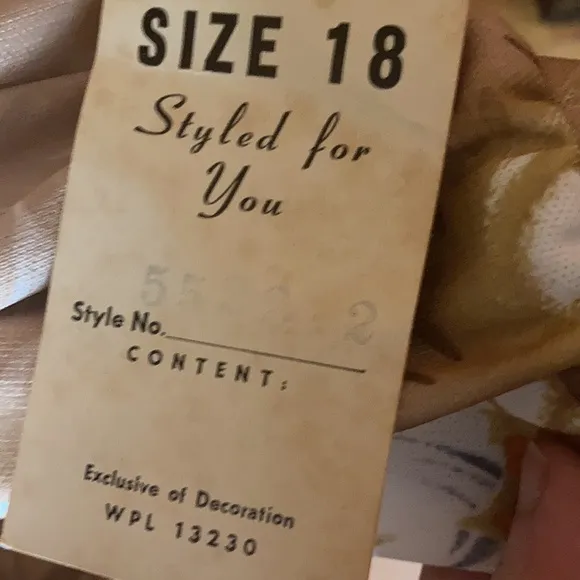 SIZE 18
Styled for
You
Style No.
CONTENT:
Exclusive of Decoration
WPL 13230